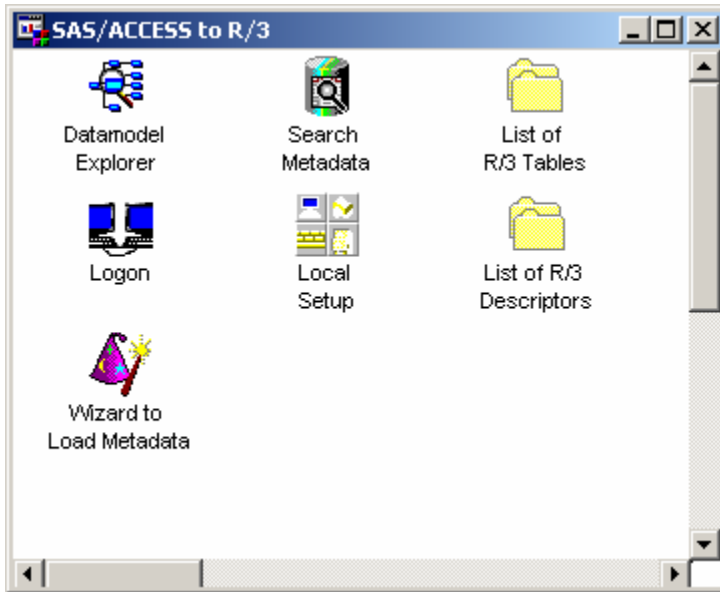 SAS/ACCESS to R/3
Datamodel
Explorer
Search
Metadata
List of
R/3 Tables
Logon
Local
Setup
List of R/3
Descriptors
Wizard to
Load Metadata